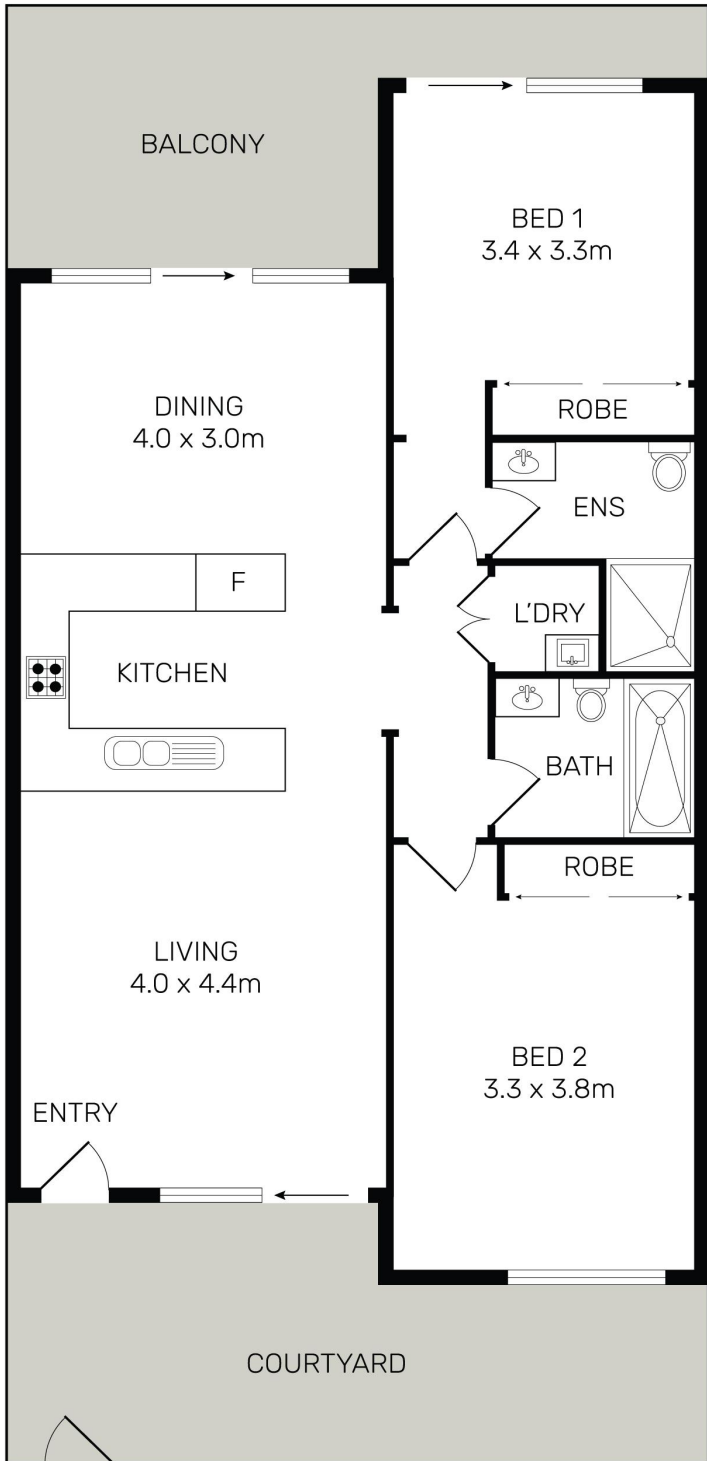 BALCONY
BED 1
3.4 x 3.3m
DINING
4.0 x 3.0m
ROBE
ENS
F
L'DRY
KITCHEN
BATH
ROBE
LIVING
4.0 x 4.4m
BED 2
3.3 x 3.8m
ENTRY
COURTYARD